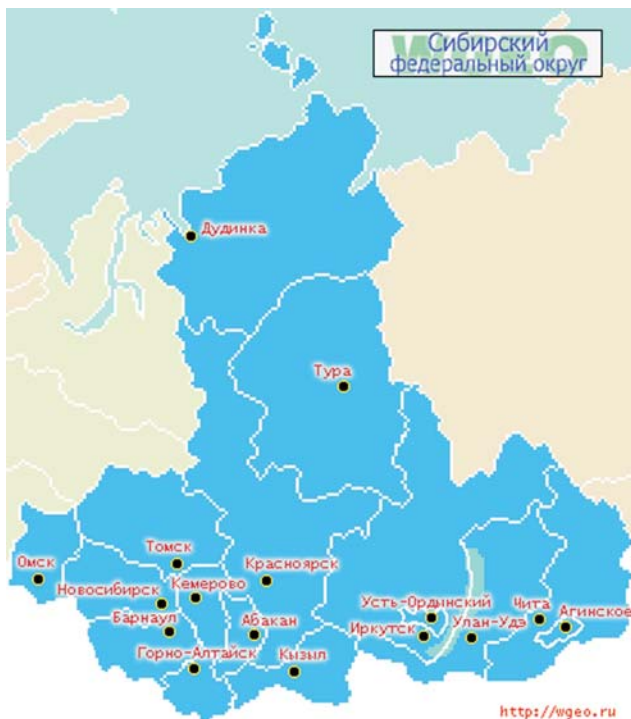 WGEO
Сибирский
федеральный округ
Дудинка
Тура
Томск
Омск
Красноярск
Новосибирск
Кемерово
Барнаул
Абакан
Горно-Алтайск
Кызыл
Усть-Ордынский
Иркутск
Улан-Удэ
Чита
Агинское
http://wgeo.ru